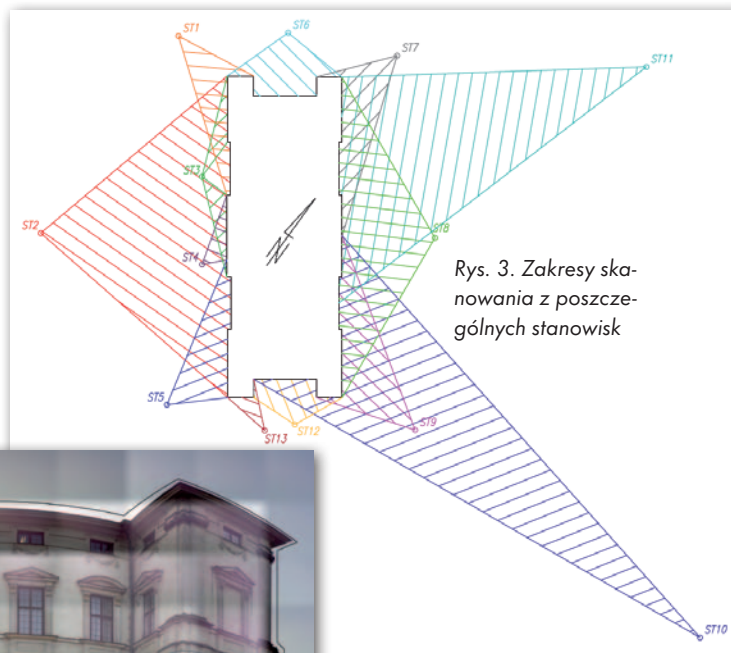 ST1
ST6
ST7
ST11
ST3
ST2
ST8
ST4
Rys. 3. Zakresy ska-
nowania z poszcze-
gólnych stanowisk
N
ST5
ST12
ST9
ST13
ST10